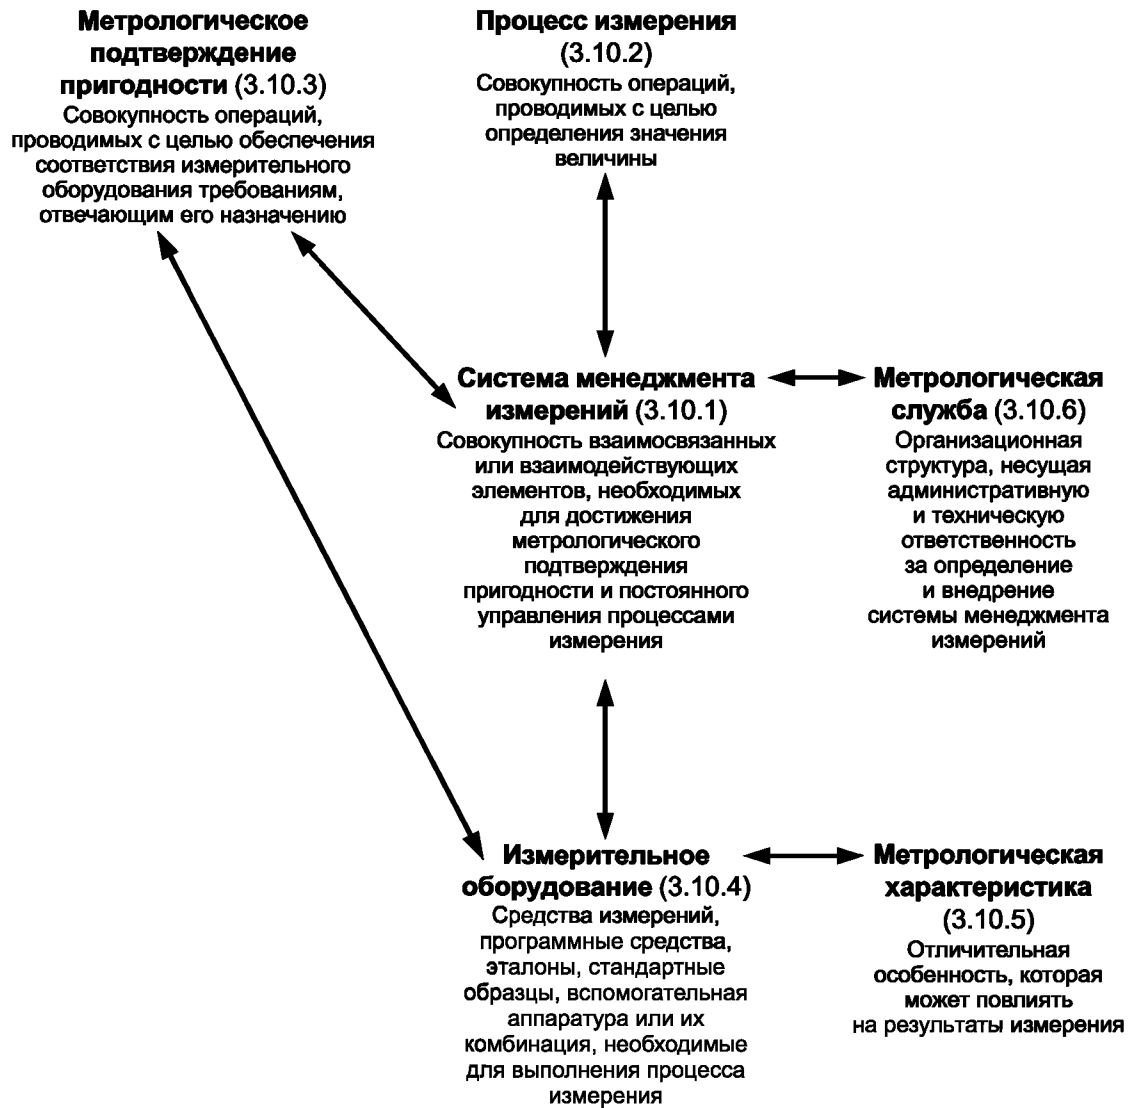 Метрологическое
подтверждение
пригодности (3.10.3)
Совокупность операций,
проводимых с целью обеспечения
соответствия измерительного
оборудования требованиям,
отвечающим его назначению
Процесс измерения
(3.10.2)
Совокупность операций,
проводимых с целью
определения значения
величины
Система менеджмента
измерений (3.10.1)
Совокупность взаимосвязанных
или взаимодействующих
элементов, необходимых
для достижения
метрологического
подтверждения
пригодности и постоянного
управления процессами
измерения
Метрологическая
служба (3.10.6)
Организационная
структура, несущая
административную
и техническую
ответственность
за определение
и внедрение
системы менеджмента
измерений
Измерительное
оборудование (3.10.4)
Средства измерений,
программные средства,
эталоны, стандартные
образцы, вспомогательная
аппаратура или их
комбинация, необходимые
для выполнения процесса
измерения
Метрологическая
характеристика
(3.10.5)
Отличительная
особенность, которая
может повлиять
на результаты измерения